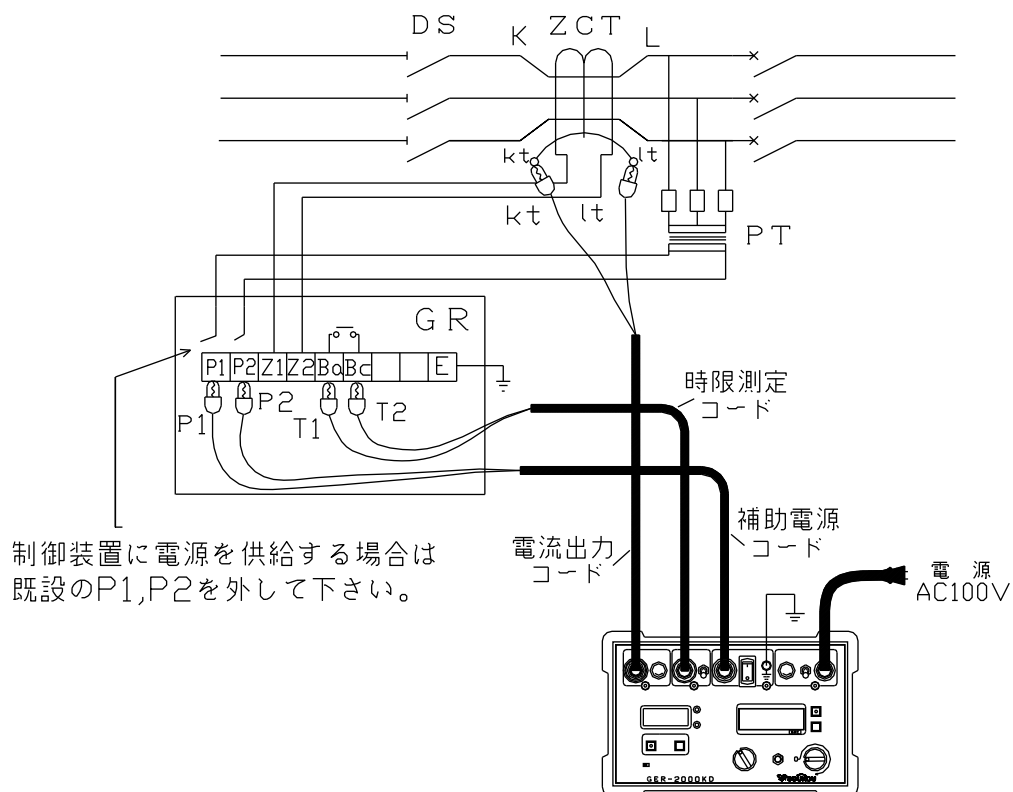 DS
K ZCT L
kt
lt
kt
lt
PT
GR
P1 P2 Z1 Z2 Ba Bc E
P1
P2
T1
T2
時限測定
コード
補助電源
コード
電流出力
コード
制御装置に電源を供給する場合は
既設のP1,P2を外して下さい。
電 源
AC100V
GER-2000KD